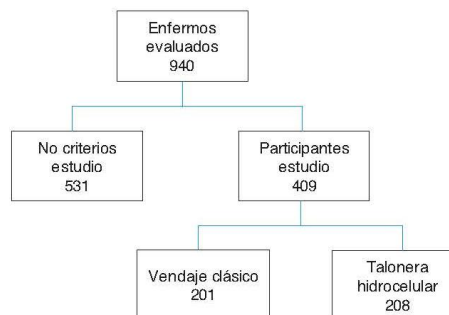 Enfermos
evaluados
940
No criterios
estudio
531
Participantes
estudio
409
Vendaje clásico
201
Talonera
hidrocelular
208